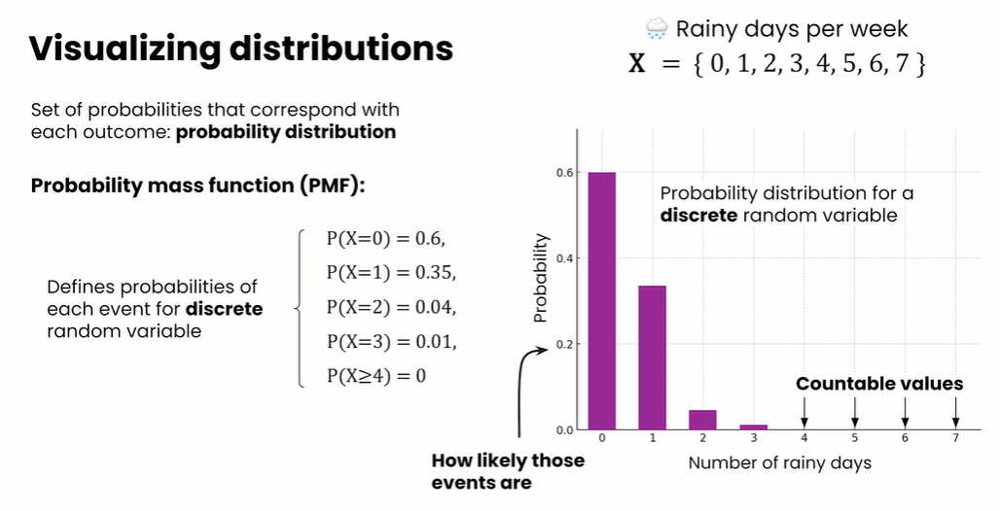 Visualizing distributions
Set of probabilities that correspond with
each outcome: probability distribution
Probability mass function (PMF):
Defines probabilities of
each event for discrete
random variable
P(X=0) = 0.6,
P(X=1) = 0.35,
P(X=2) = 0.04,
P(X=3) = 0.01,
P(X≥4) = 0
Rainy days per week
X = { 0, 1, 2, 3, 4, 5, 6, 7 }
Probability distribution for a
discrete random variable
Probability
0.6
0.4
0.2
0.0
Countable values
0 1 2 3 4 5 6 7
Number of rainy days
How likely those
events are